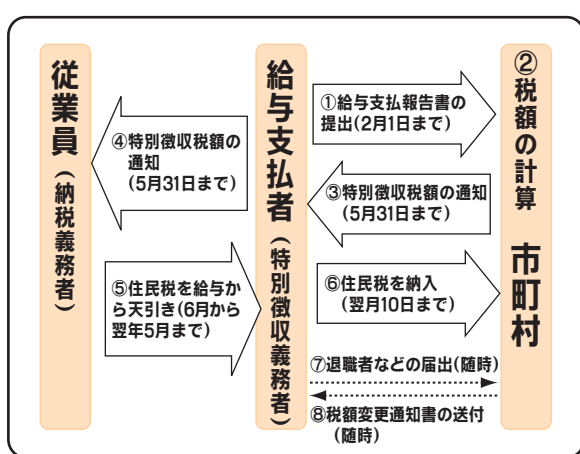 従業員(納税義務者)
給与支払者(特別徴収義務者)
②税額の計算 市町村
①給与支払報告書の
提出(2月1日まで)
③特別徴収税額の通知
(5月31日まで)
④特別徴収税額の
通知
(5月31日まで)
⑤住民税を給与か
ら天引き(6月から
翌年5月まで)
⑥住民税を納入
(翌月10日まで)
⑦退職者などの届出(随時)
⑧税額変更通知書の送付
(随時)